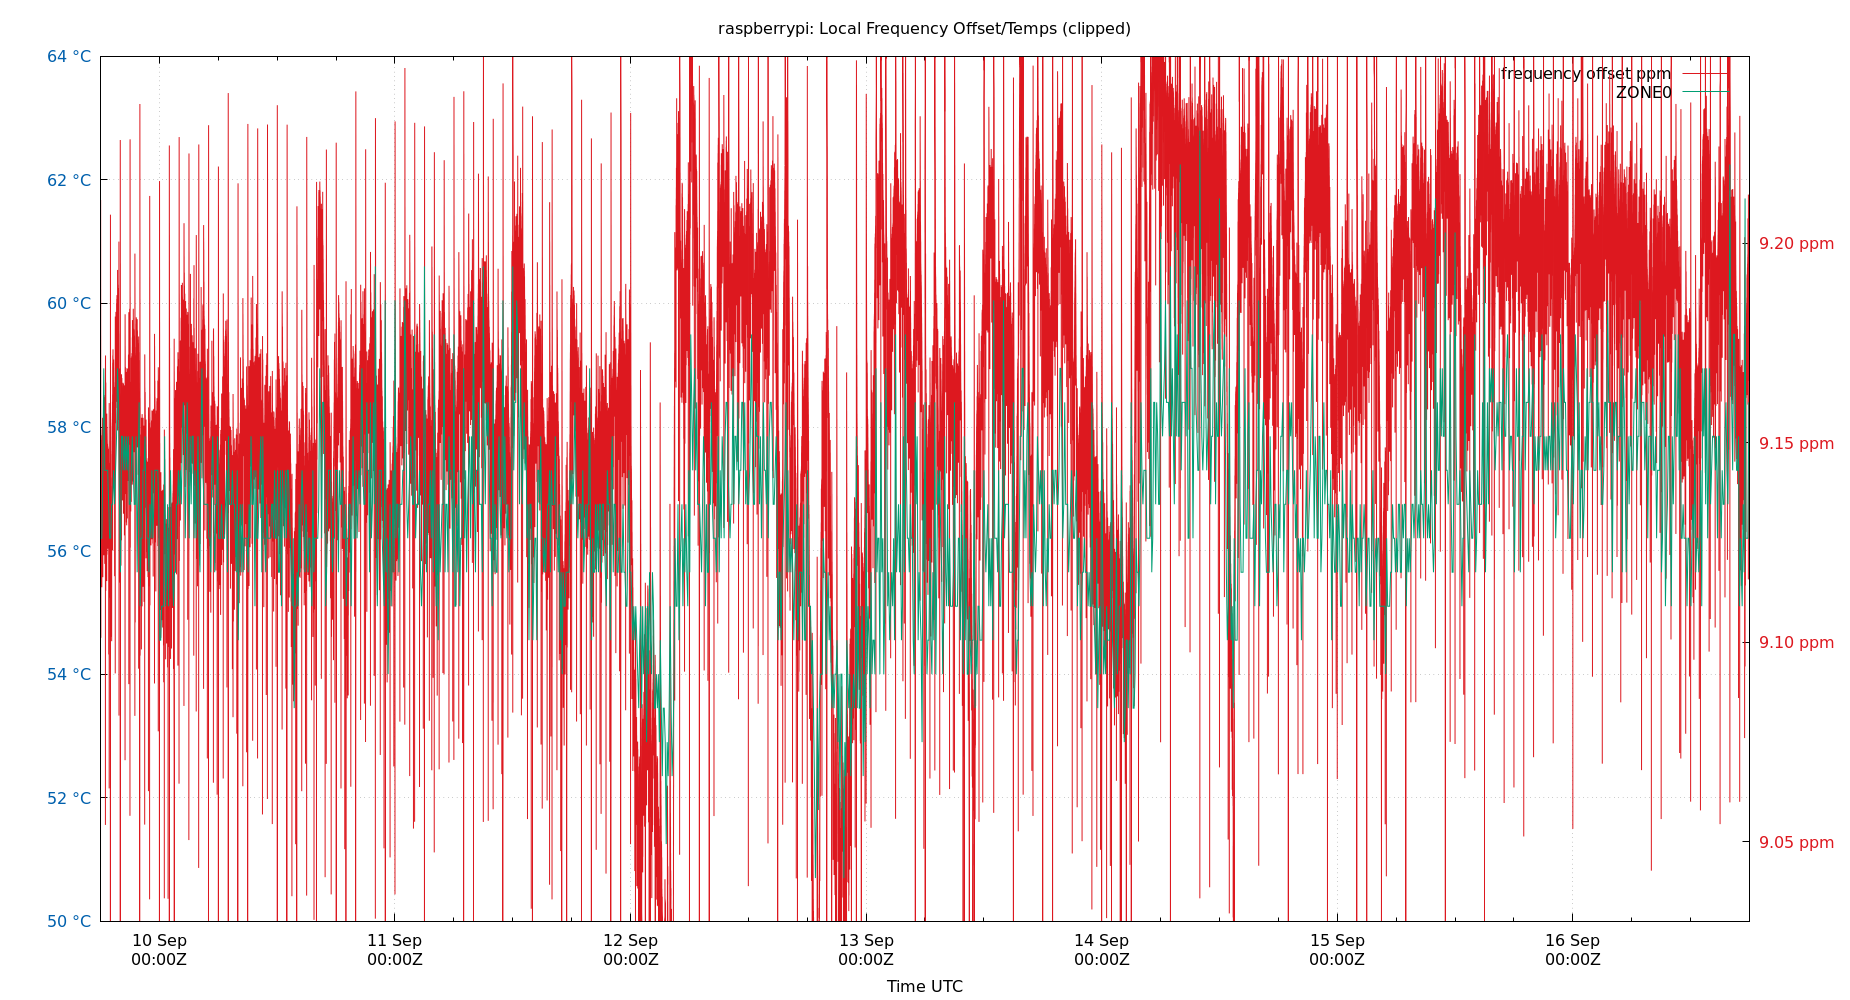 raspberrypi: Local Frequency Offset/Temps (clipped)
64 °C
62 °C
60 °C
58 °C
56 °C
54 °C
52 °C
50 °C
frequency offset ppm
ZONE0
9.20 ppm
9.15 ppm
9.10 ppm
9.05 ppm
10 Sep
00:00Z
11 Sep
00:00Z
12 Sep
00:00Z
13 Sep
00:00Z
14 Sep
00:00Z
15 Sep
00:00Z
16 Sep
00:00Z
Time UTC